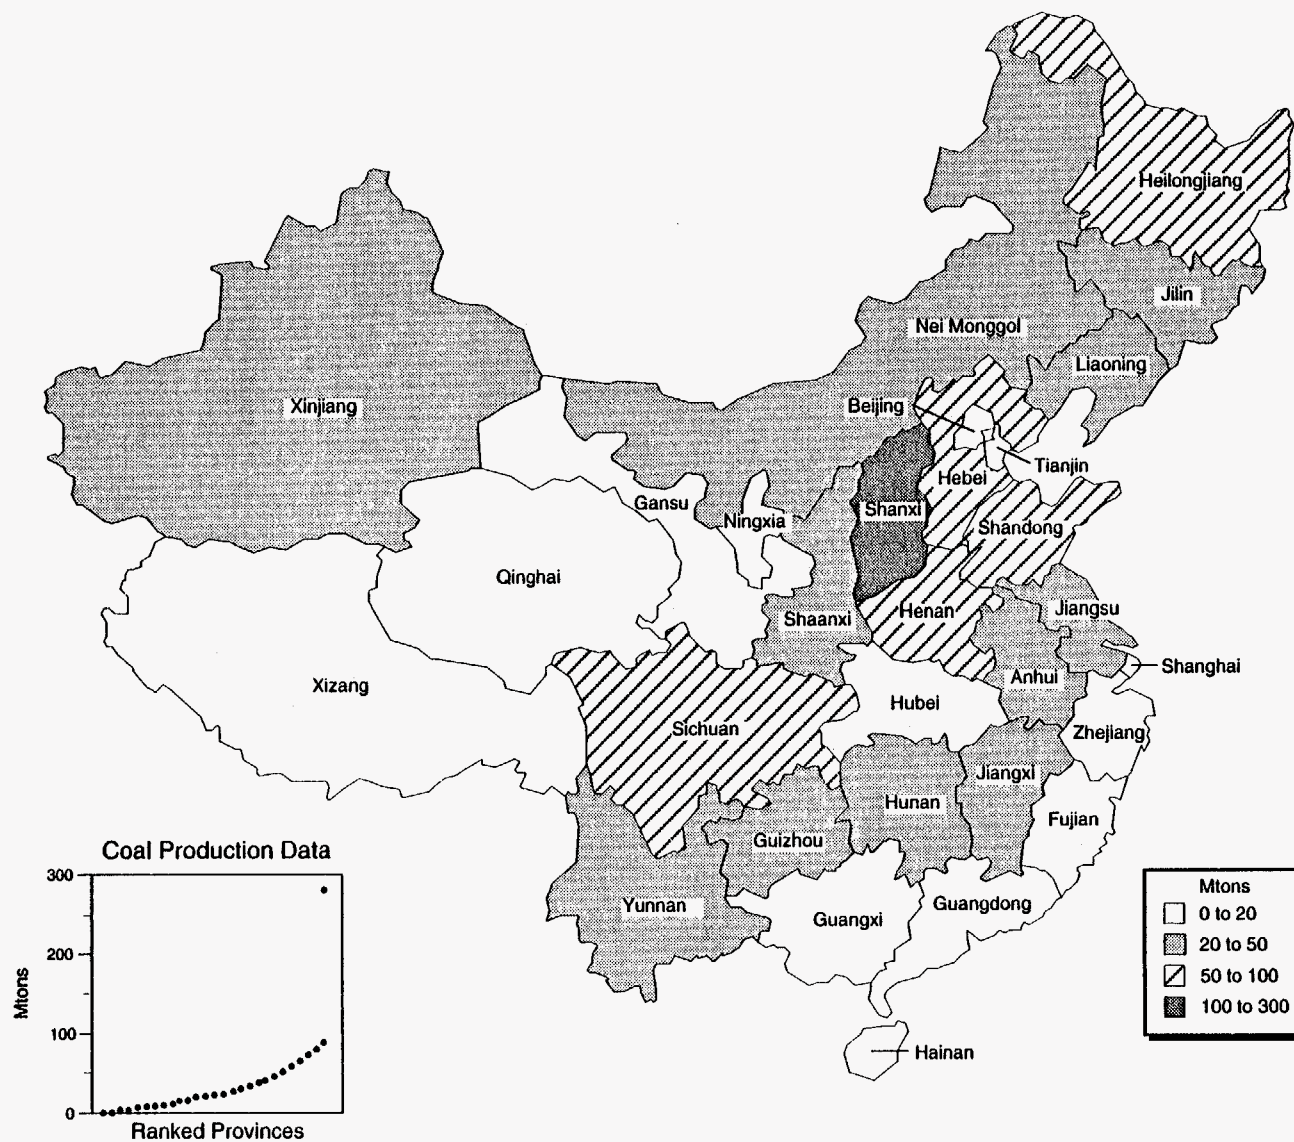 Heilongjiang
Jilin
Nei Monggol
Liaoning
Xinjiang
Beijing
Tianjin
Hebei
Gansu
Shanxi
Ningxia
Shandong
Qinghai
Henan
Jiangsu
Shaanxi
Shanghai
Xizang
Anhui
Hubei
Sichuan
Zhejiang
Jiangxi
Hunan
Fujian
Guizhou
Yunnan
Guangdong
Guangxi
Hainan
Coal Production Data
300
200
100
0
Mtons
Ranked Provinces
Mtons
0 to 20
20 to 50
50 to 100
100 to 300